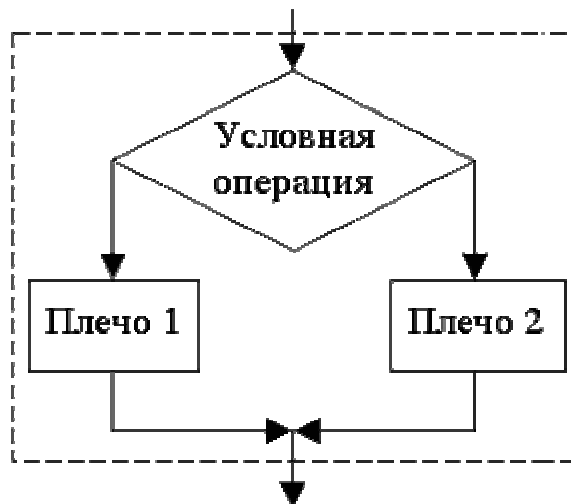 Условная
операция
Плечо 1
Плечо 2